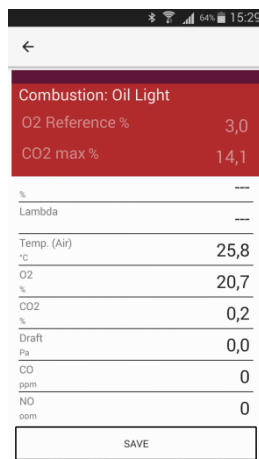 64% 15:29
Combustion: Oil Light
O2 Reference % 3,0
CO2 max % 14,1
% ---
Lambda ---
Temp. (Air)
°C 25,8
O2
% 20,7
CO2
% 0,2
Draft
Pa 0,0
CO
ppm 0
NO
ppm 0
SAVE